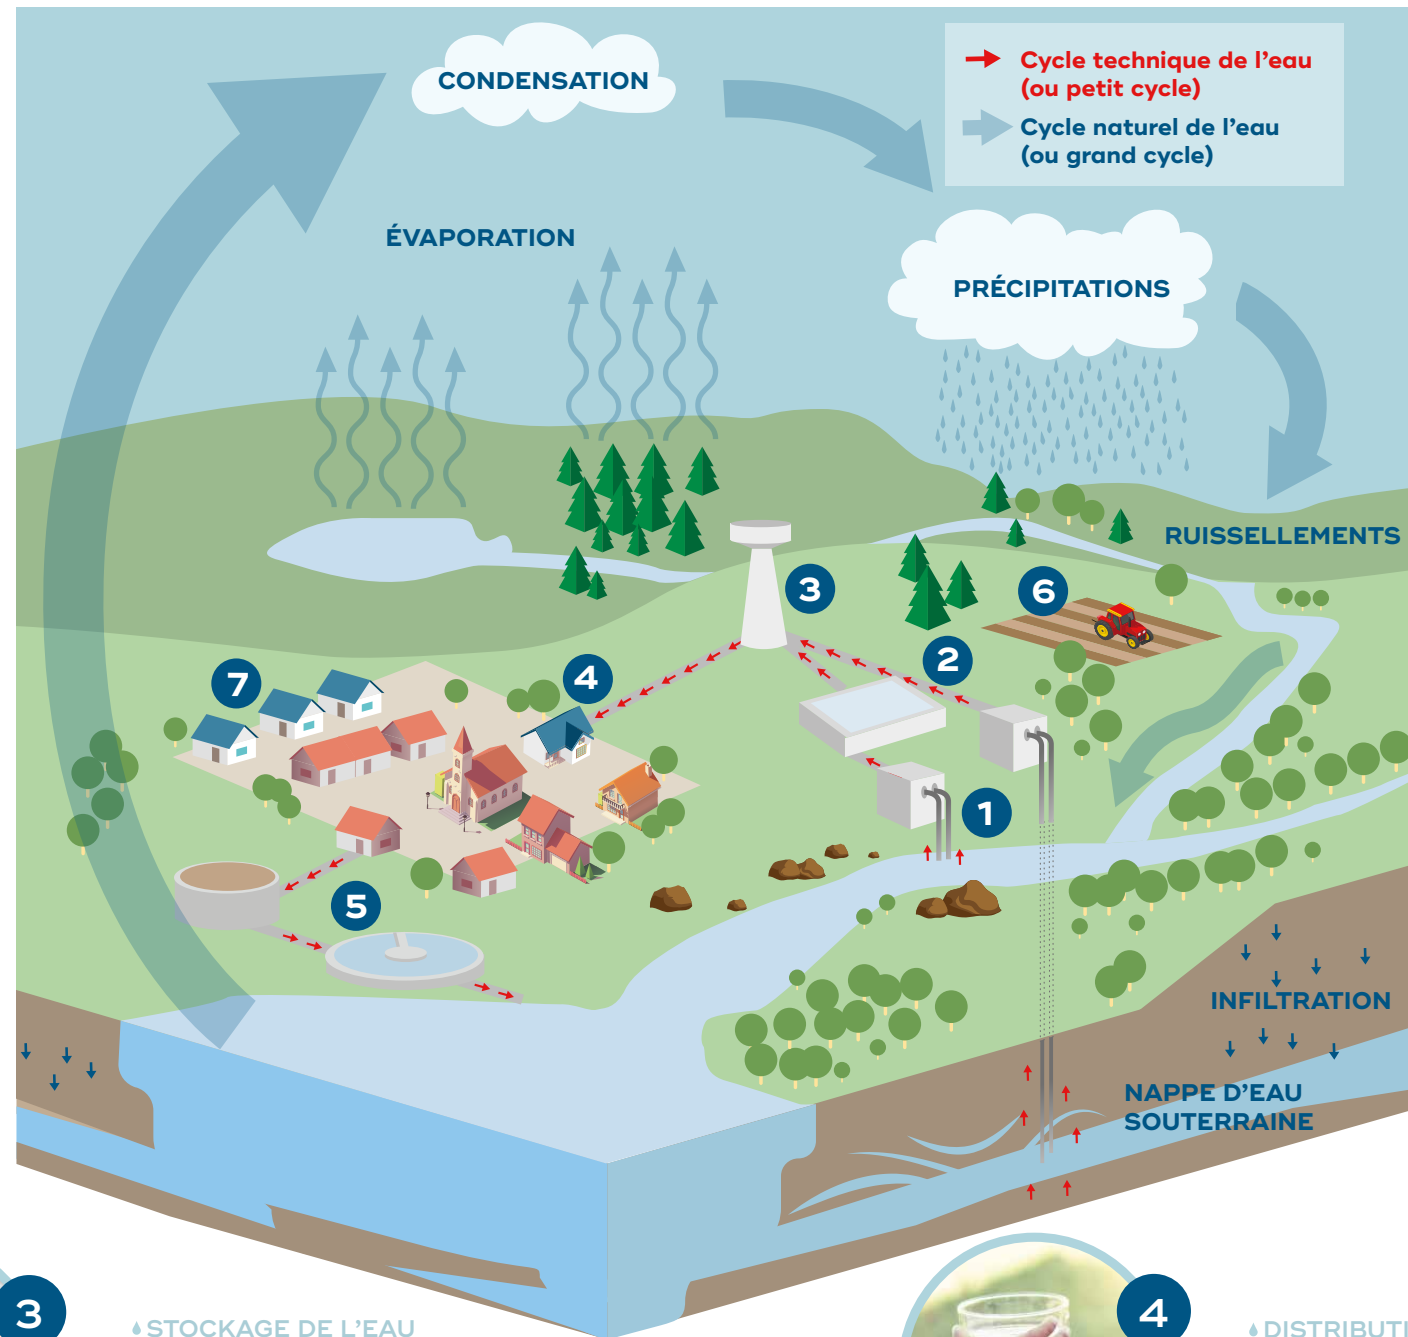 CONDENSATION
Cycle technique de l'eau
(ou petit cycle)
Cycle naturel de l'eau
(ou grand cycle)
ÉVAPORATION
PRÉCIPITATIONS
RUISSELLEMENTS
3
6
2
7
4
1
5
INFILTRATION
NAPPE D'EAU
SOUTERRAINE
3
STOCKAGE DE L'EAU
4